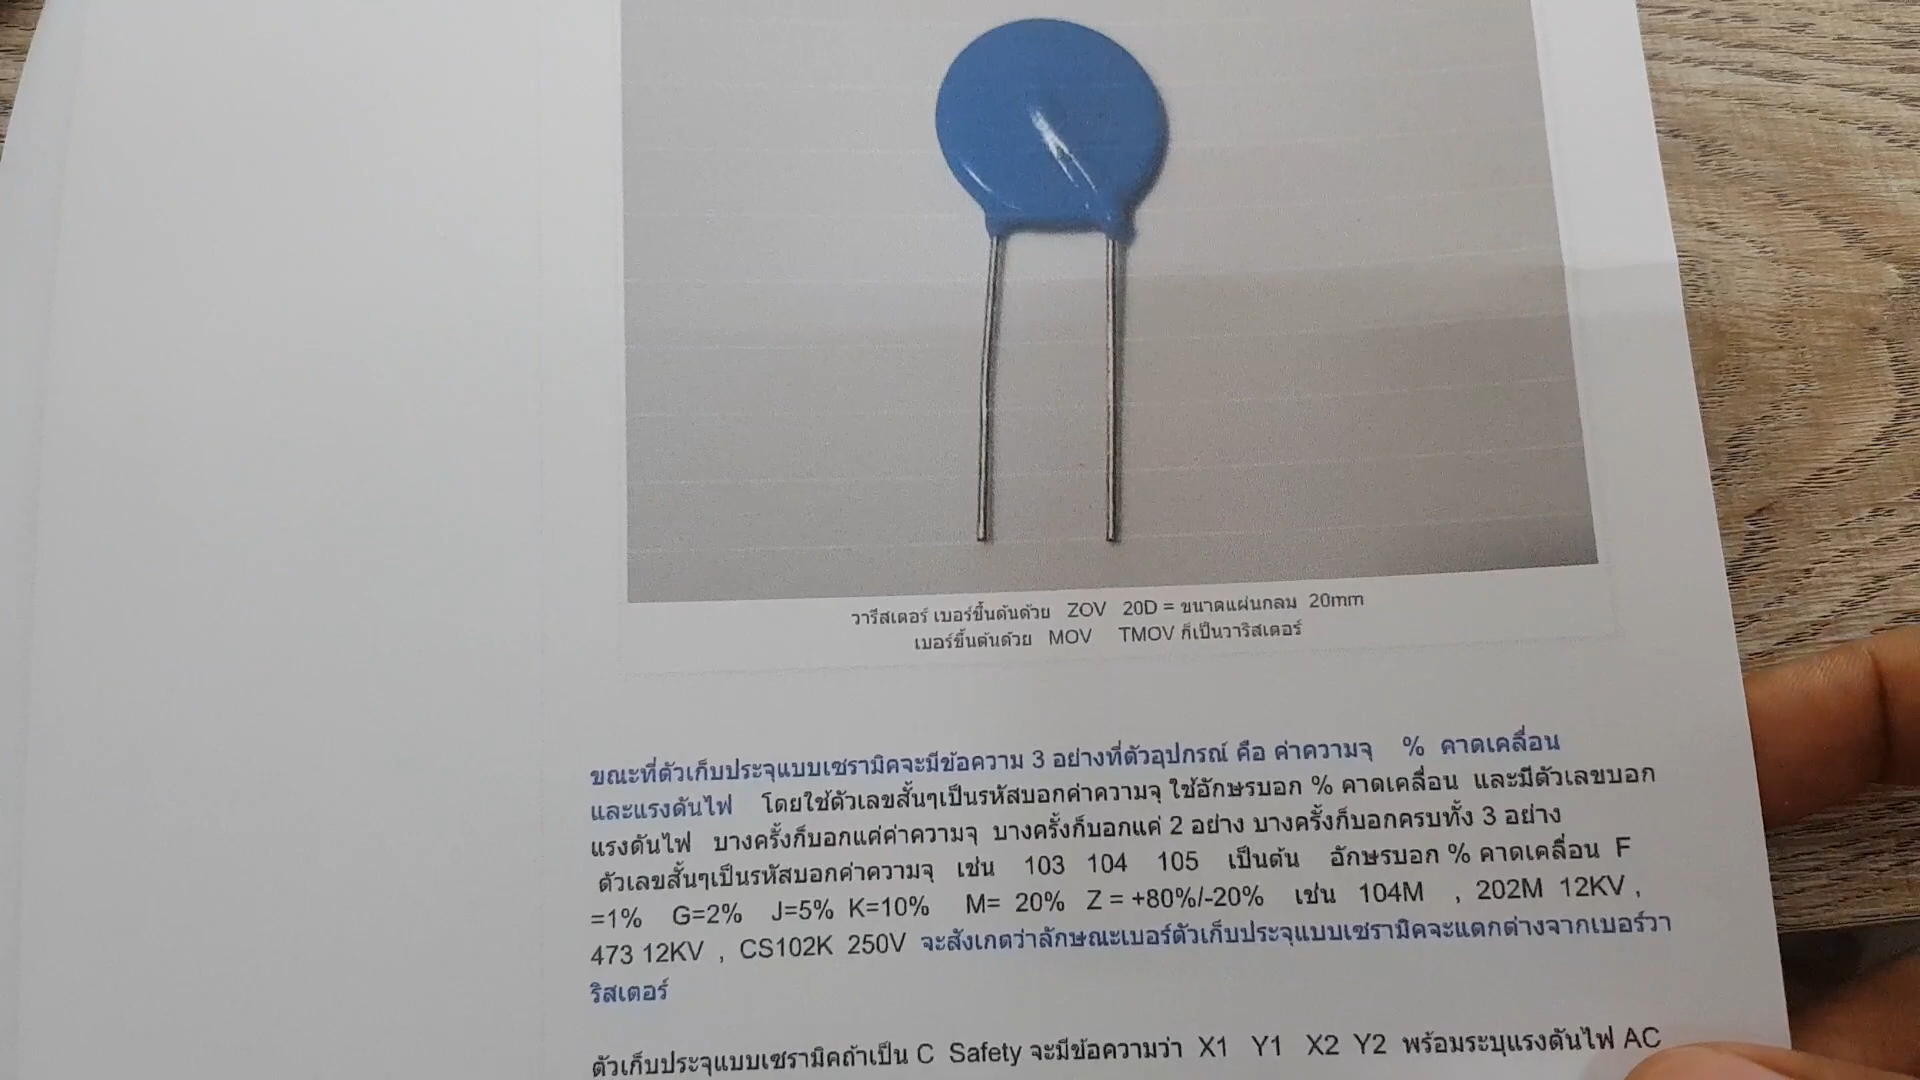 วารีสเตอร์ เบอร์ขึ้นต้นด้วย ZOV 20D = ขนาดแผ่นกลม 20mm
เบอร์ขึ้นต้นด้วย MOV TMOV ก็เป็นวาริสเตอร์
ขณะที่ตัวเก็บประจุแบบเซรามิคจะมีข้อความ 3 อย่างที่ตัวอุปกรณ์ คือ ค่าความจุ % คาดเคลื่อน
และแรงดันไฟ โดยใช้ตัวเลขสั้นๆเป็นรหัสบอกค่าความจุ ใช้อักษรบอก % คาดเคลื่อน และมีตัวเลขบอก
แรงดันไฟ บางครั้งก็บอกแค่ค่าความจุ บางครั้งก็บอกแค่ 2 อย่าง บางครั้งก็บอกครบทั้ง 3 อย่าง
ตัวเลขสั้นๆเป็นรหัสบอกค่าความจุ เช่น 103 104 105 เป็นต้น อักษรบอก % คาดเคลื่อน F
=1% G=2% J=5% K=10% M= 20% Z = +80%/-20% เช่น 104M , 202M 12KV ,
473 12KV , CS102K 250V จะสังเกตว่าลักษณะเบอร์ตัวเก็บประจุแบบเซรามิคจะแตกต่างจากเบอร์วา
ริสเตอร์
ตัวเก็บประจุแบบเซรามิคถ้าเป็น C Safety จะมีข้อความว่า X1 Y1 X2 Y2 พร้อมระบุแรงดันไฟ AC